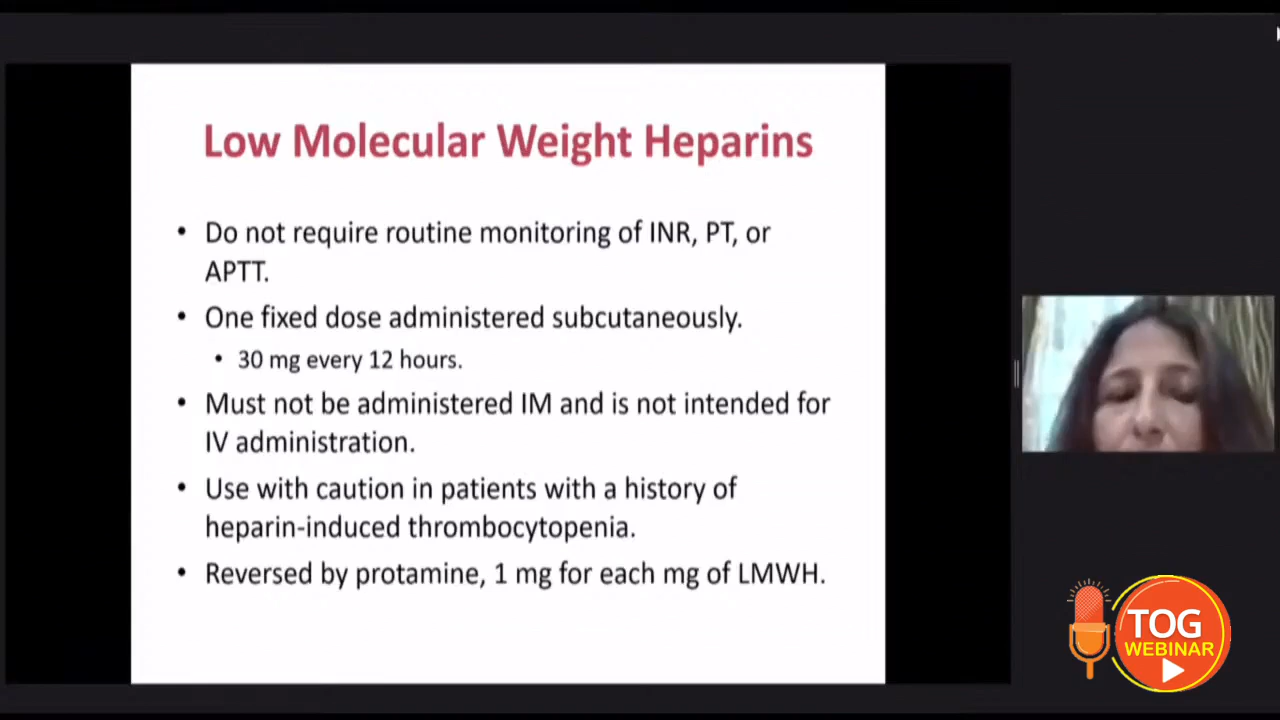 Low Molecular Weight Heparins
• Do not require routine monitoring of INR, PT, or
APTT.
• One fixed dose administered subcutaneously.
• 30 mg every 12 hours.
• Must not be administered IM and is not intended for
IV administration.
• Use with caution in patients with a history of
heparin-induced thrombocytopenia.
• Reversed by protamine, 1 mg for each mg of LMWH.
TOG
WEBINAR